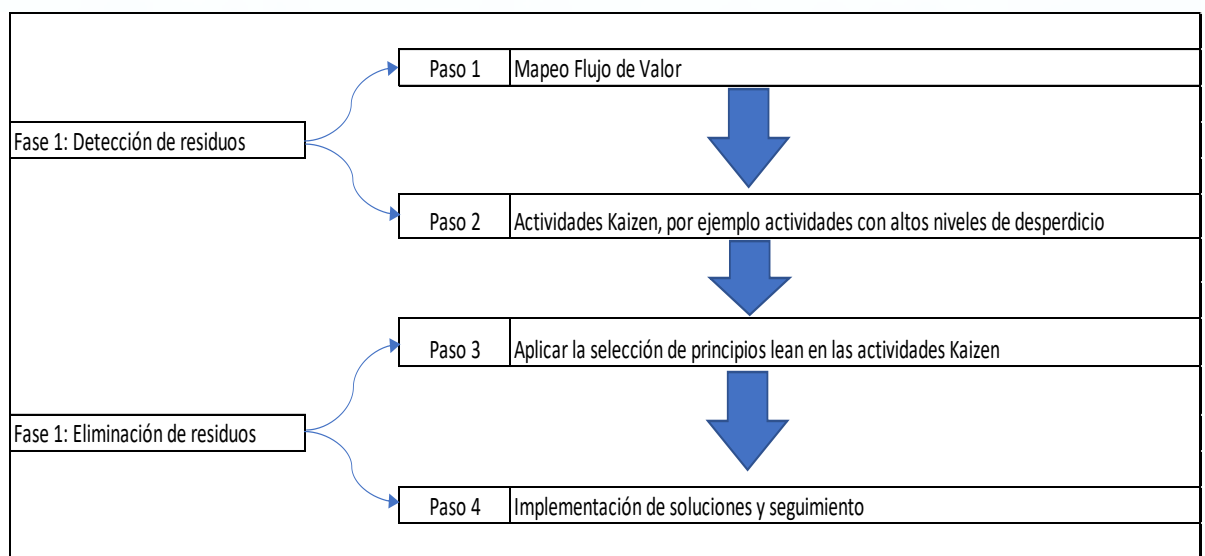 Paso 1 Mapeo Flujo de Valor
Fase 1: Detección de residuos
Paso 2 Actividades Kaizen, por ejemplo actividades con altos niveles de desperdicio
Paso 3 Aplicar la selección de principios lean en las actividades Kaizen
Fase 1: Eliminación de residuos
Paso 4 Implementación de soluciones y seguimiento